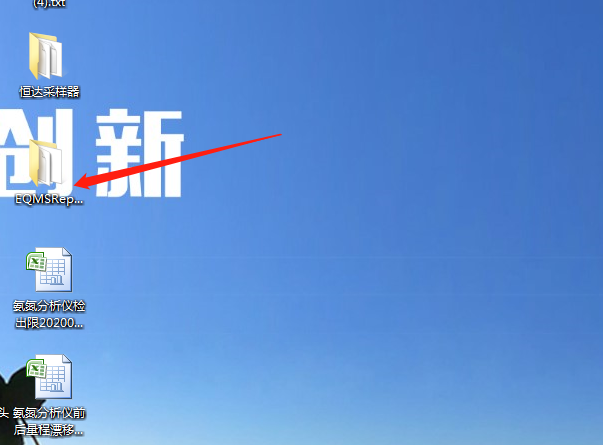 (4).txt
恒达采样器
创新
EQMSRep...
氨氮分析仪检
出限20200...
头
氨氮分析仪前
后量程漂移...